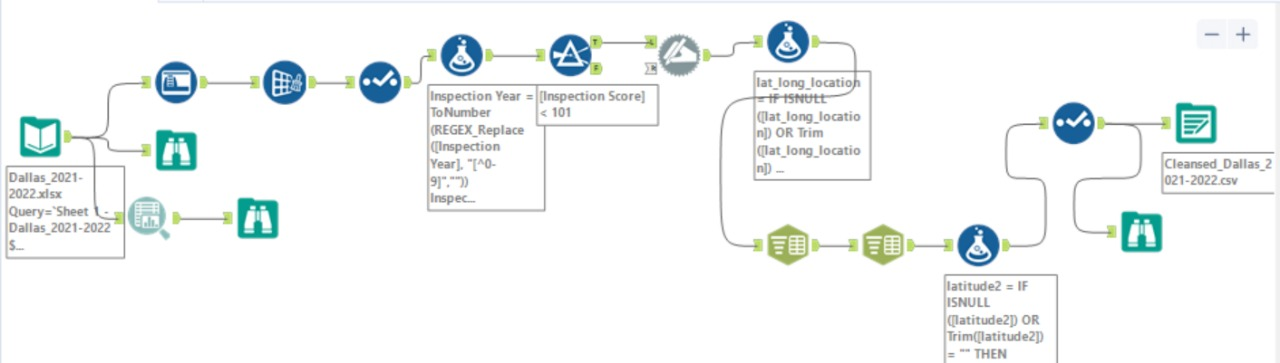 Inspection Year =
ToNumber
(REGEX_Replace
([Inspection
Year], "[^0-
9]",""))
Inspec...
[Inspection Score]
< 101
lat_long_location
= IF ISNULL
([lat_long_locatio
n]) OR Trim
([lat_long_locatio
n]) ...
Dallas_2021-
2022.xlsx
Query=`Sheet 1 -
Dallas_2021-2022
$...
Cleansed_Dallas_2
021-2022.csv
latitude2 = IF
ISNULL
([latitude2]) OR
Trim([latitude2])
= "" THEN
T
F
L
R